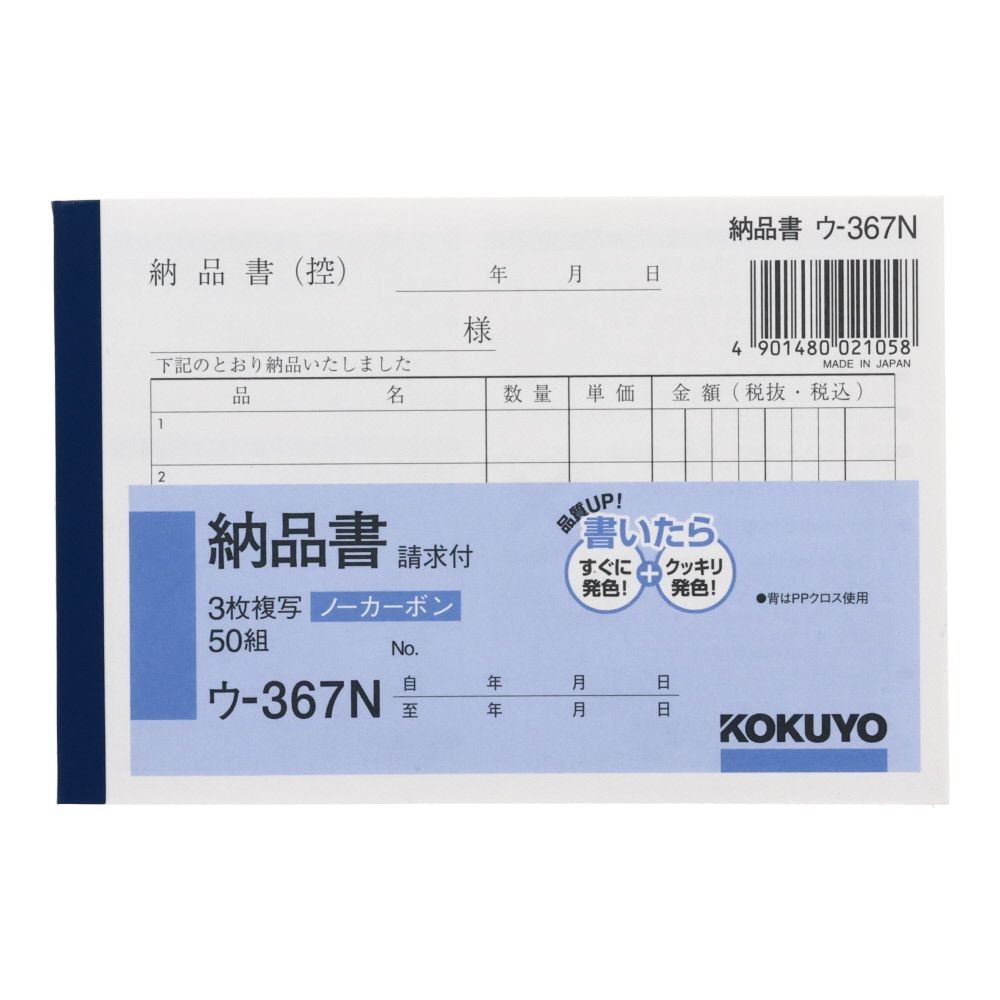 納品書 ウ-367N
納品書(控) 年 月 日
様
4 901480 021058
MADE IN JAPAN
下記のとおり納品いたしました
品 名 数量 単価 金額(税抜・税込)
1
2
納品書 請求付
品質UP!
書いたら
すぐに発色! + クッキリ発色!
3枚複写 ノーカーボン
50組
●背はPPクロス使用
No.
ウ-367N
自 年 月 日
至 年 月 日
KOKUYO